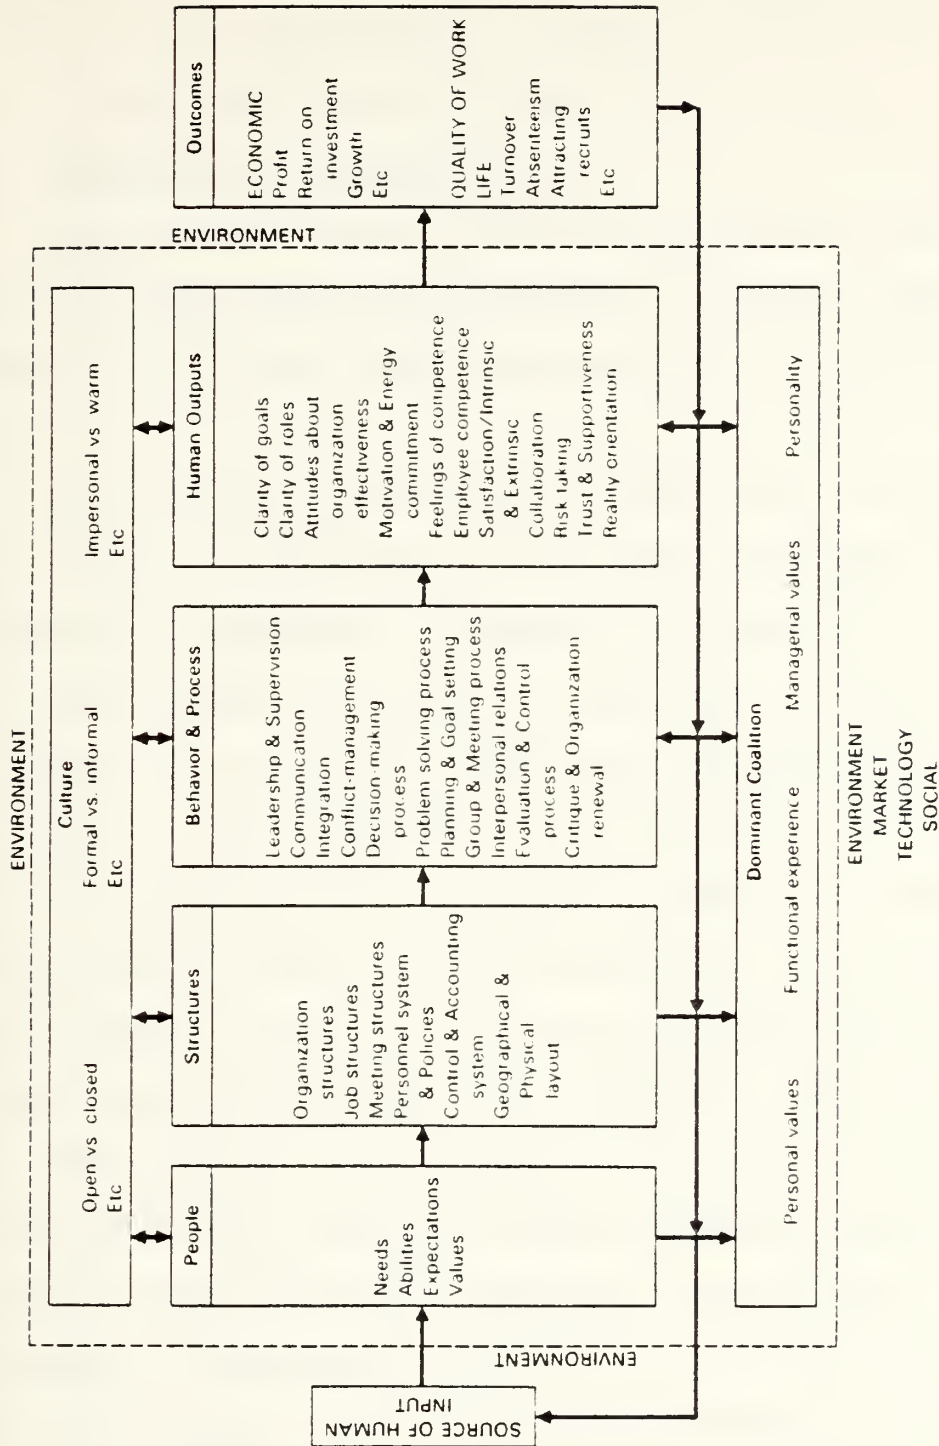 ENVIRONMENT
Culture
Open vs closed
Etc
Formal vs. informal
Etc
Impersonal vs warm
Etc
ENVIRONMENT
SOURCE OF HUMAN
INPUT
ENVIRONMENT
People
Needs
Abilities
Expectations
Values
Structures
Organization
structures
Job structures
Meeting structures
Personnel system
& Policies
Control & Accounting
system
Geographical &
Physical
layout
Behavior & Process
Leadership & Supervision
Communication
Integration
Conflict-management
Decision-making
process
Problem solving process
Planning & Goal setting
Group & Meeting process
Interpersonal relations
Evaluation & Control
process
Critique & Organization
renewal
Human Outputs
Clarity of goals
Clarity of roles
Attitudes about
organization
effectiveness
Motivation & Energy
commitment
Feelings of competence
Employee competence
Satisfaction/Intrinsic
& Extrinsic
Collaboration
Risk taking
Trust & Supportiveness
Reality orientation
Outcomes
ECONOMIC
Profit
Return on
investment
Growth
Etc
QUALITY OF WORK
LIFE
Turnover
Absenteeism
Attracting
recruits
Etc
Dominant Coalition
Personal values
Functional experience
Managerial values
Personality
ENVIRONMENT
MARKET
TECHNOLOGY
SOCIAL